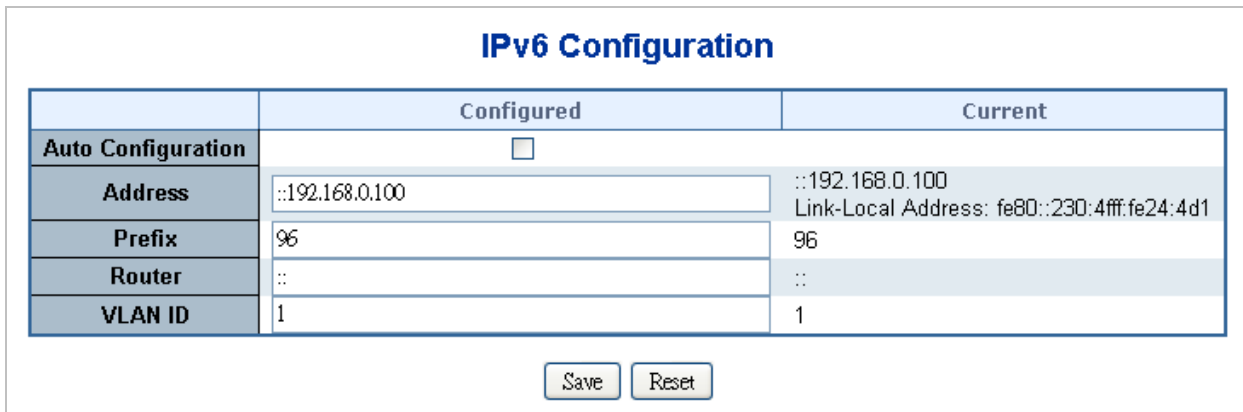 IPv6 Configuration
Configured Current
Auto Configuration
Address ::192.168.0.100 ::192.168.0.100
Link-Local Address: fe80::230:4fff:fe24:4d1
Prefix 96 96
Router :: ::
VLAN ID 1 1
Save Reset